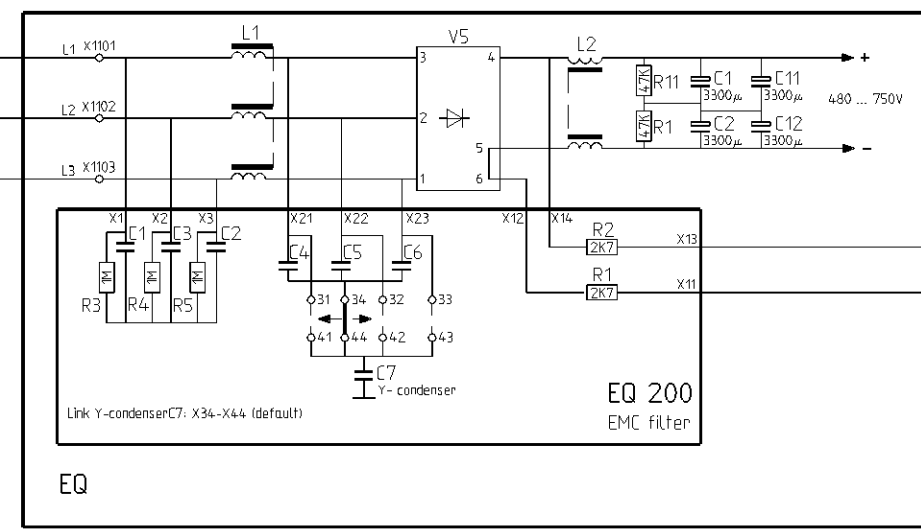 L1 X1101
L1
V5
3
4
L2
+
47K
R11
C1
3300µ
C11
3300µ
480 ... 750V
L2 X1102
2
47K
R1
C2
3300µ
C12
3300µ
5
-
L3 X1103
1
6
X1
X2
X3
X21
X22
X23
X12
X14
C1
C3
C2
R2
2K7
X13
C4
C5
C6
1M
1M
1M
R3
R4
R5
R1
2K7
X11
31
34
32
33
41
44
42
43
C7
Y- condenser
EQ 200
Link Y-condenserC7: X34-X44 (default)
EMC filter
EQ